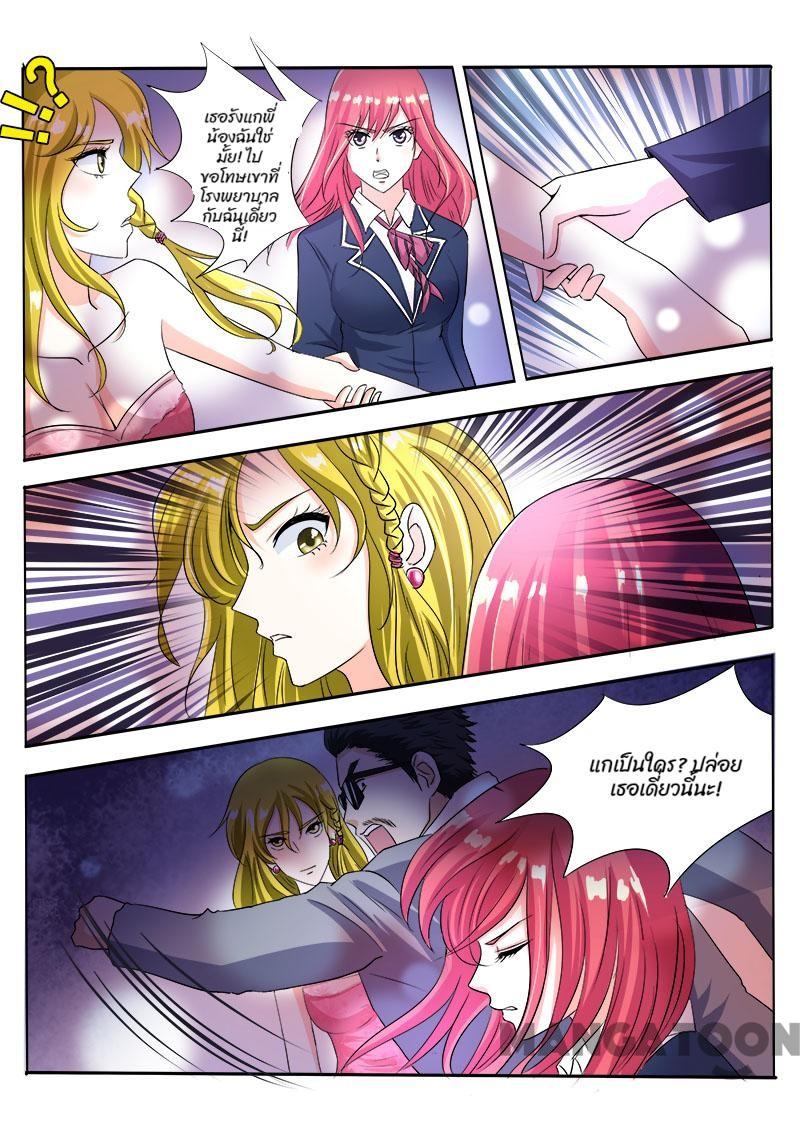 !!?
เธอรังแกพี่
น้องฉันใช่
มั้ย! ไป
ขอโทษเขาที่
โรงพยาบาล
กับฉันเดี๋ยว
นี้!
แกเป็นใคร? ปล่อย
เธอเดี๋ยวนี้นะ!
MANGATOON